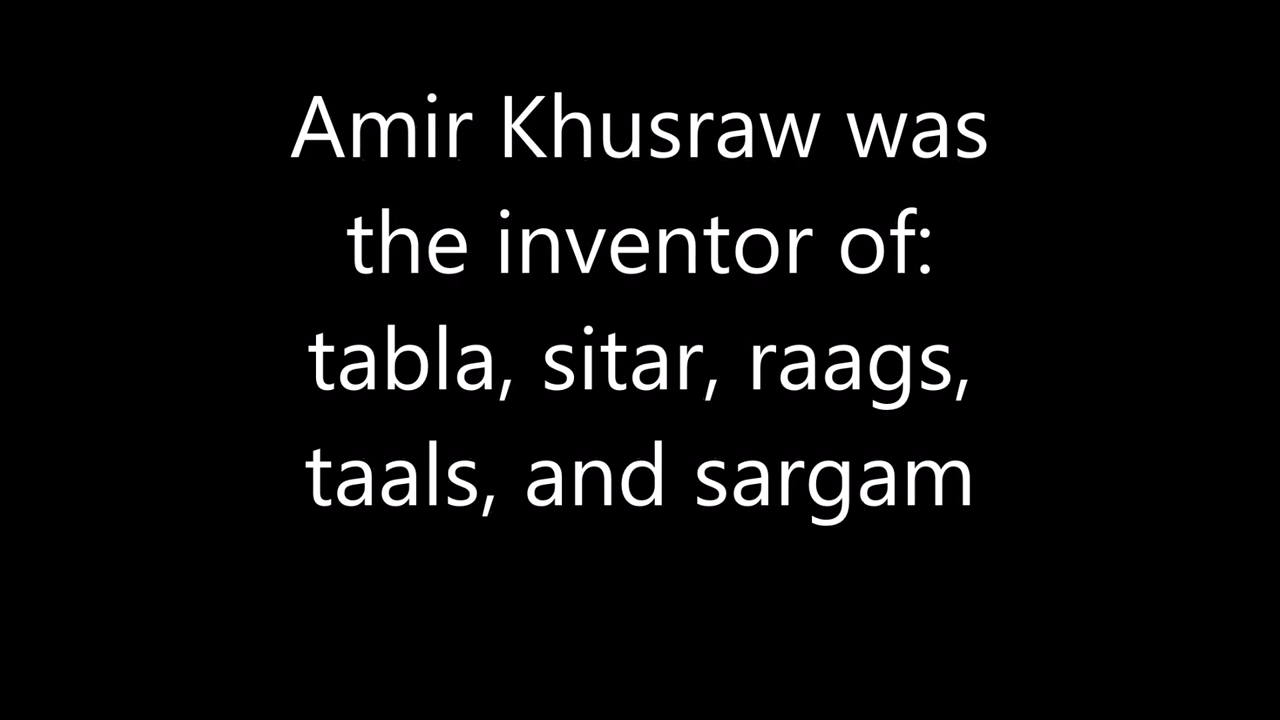 Amir Khusraw was
the inventor of:
tabla, sitar, raags,
taals, and sargam